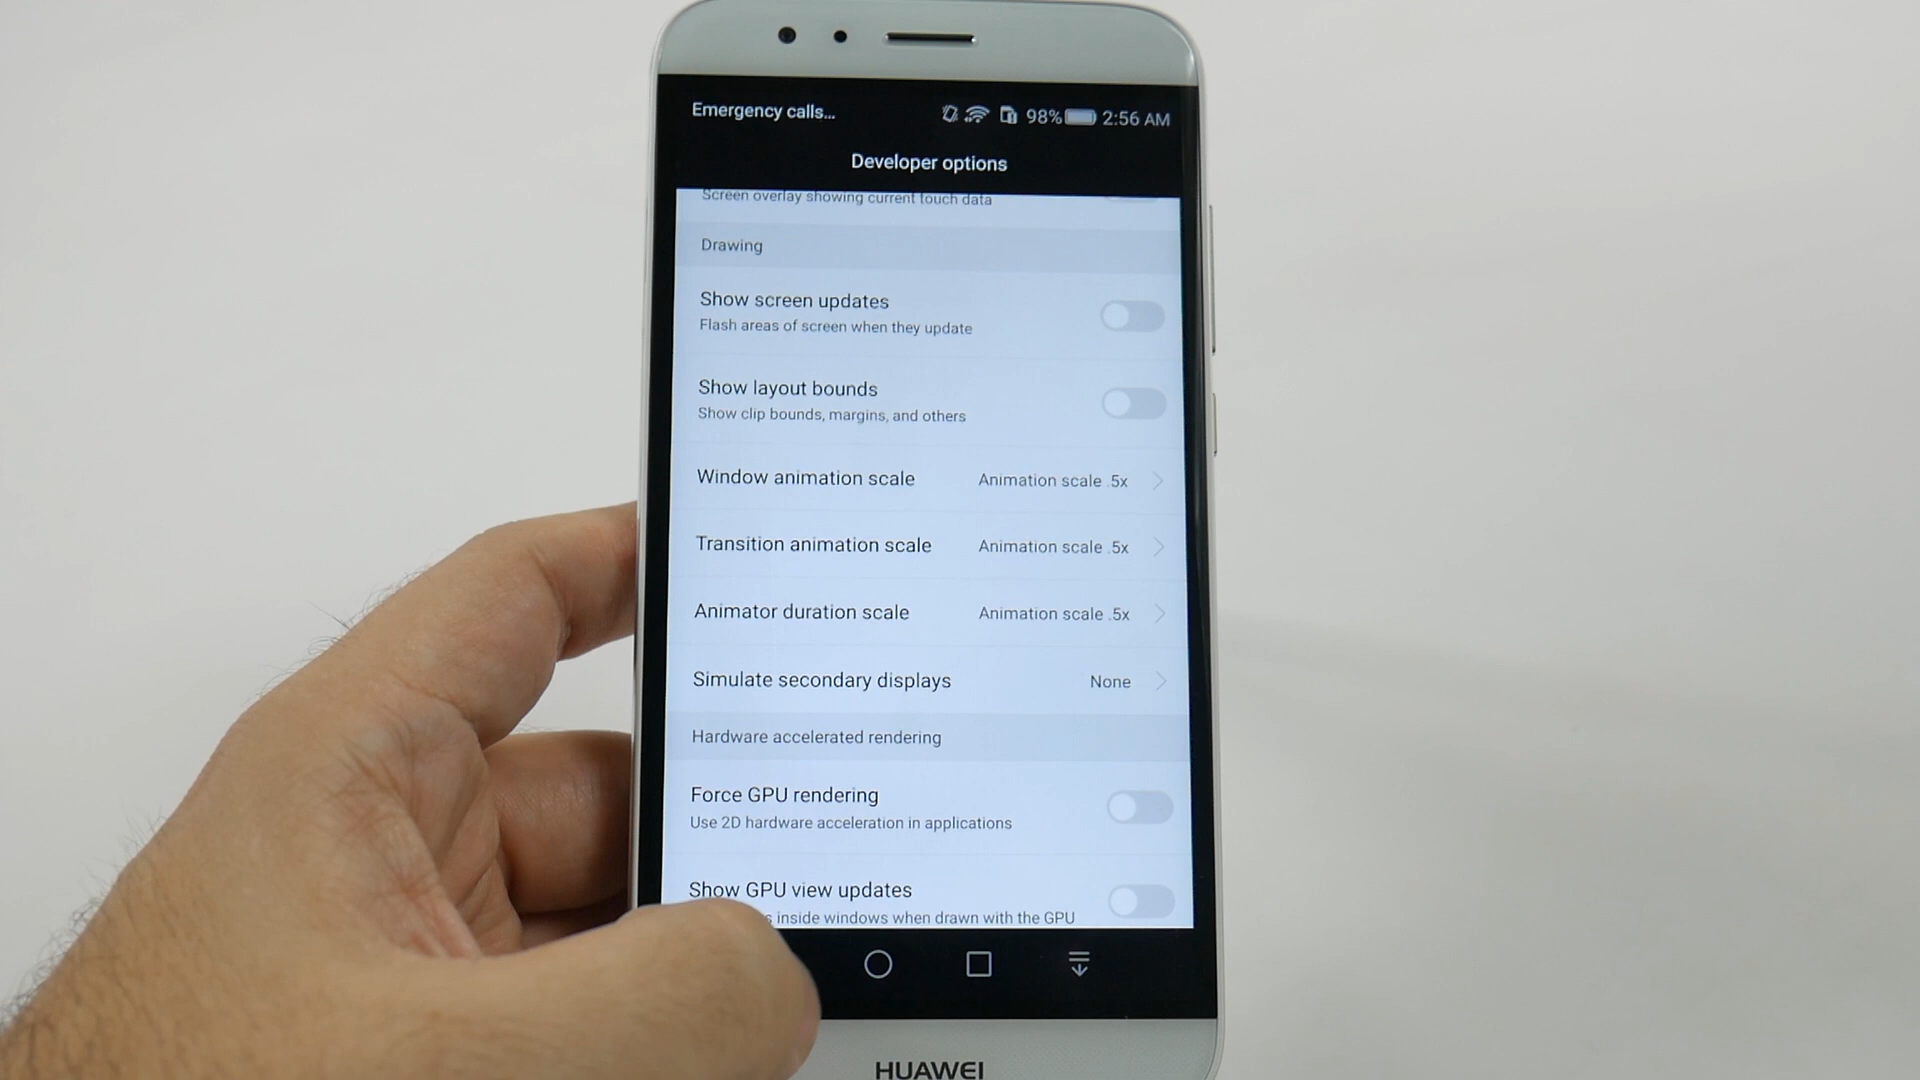 Emergency calls... 98% 2:56 AM
Developer options
Screen overlay showing current touch data
Drawing
Show screen updates
Flash areas of screen when they update
Show layout bounds
Show clip bounds, margins, and others
Window animation scale Animation scale .5x
Transition animation scale Animation scale .5x
Animator duration scale Animation scale .5x
Simulate secondary displays None
Hardware accelerated rendering
Force GPU rendering
Use 2D hardware acceleration in applications
Show GPU view updates
inside windows when drawn with the GPU
HUAWEI